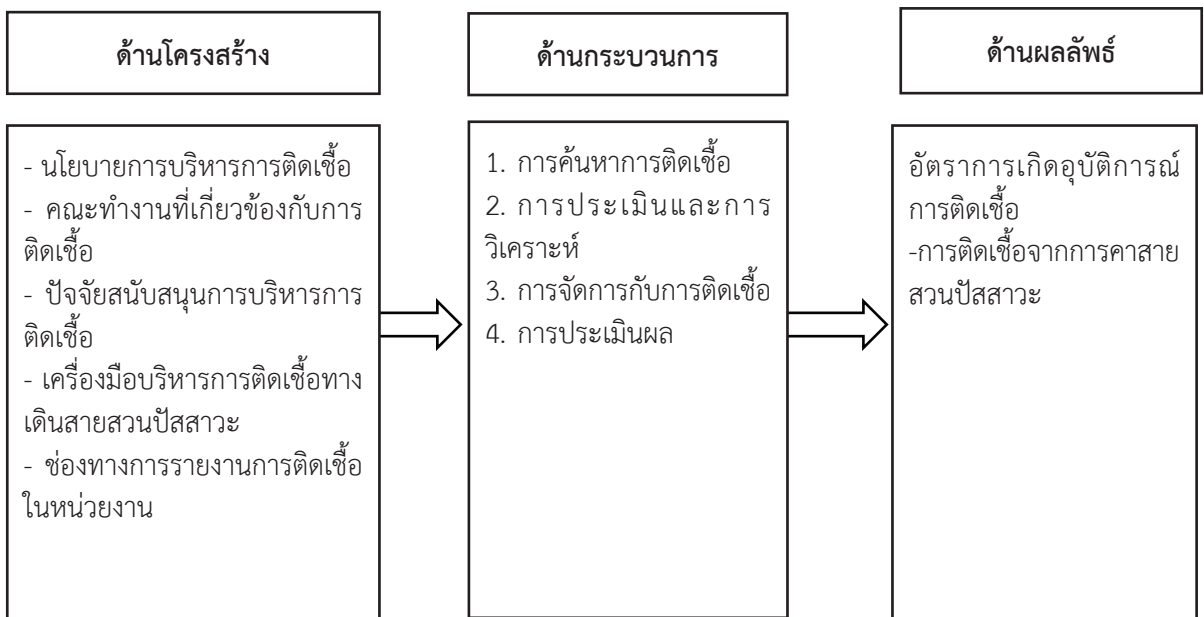 ด้านโครงสร้าง
- นโยบายการบริหารการติดเชื้อ
- คณะทำงานที่เกี่ยวข้องกับการ
ติดเชื้อ
- ปัจจัยสนับสนุนการบริหารการ
ติดเชื้อ
- เครื่องมือบริหารการติดเชื้อทาง
เดินสายสวนปัสสาวะ
- ช่องทางการรายงานการติดเชื้อ
ในหน่วยงาน
ด้านกระบวนการ
1. การค้นหาการติดเชื้อ
2. การประเมินและการ
วิเคราะห์
3. การจัดการกับการติดเชื้อ
4. การประเมินผล
ด้านผลลัพธ์
อัตราการเกิดอุบัติการณ์
การติดเชื้อ
-การติดเชื้อจากการคาสาย
สวนปัสสาวะ